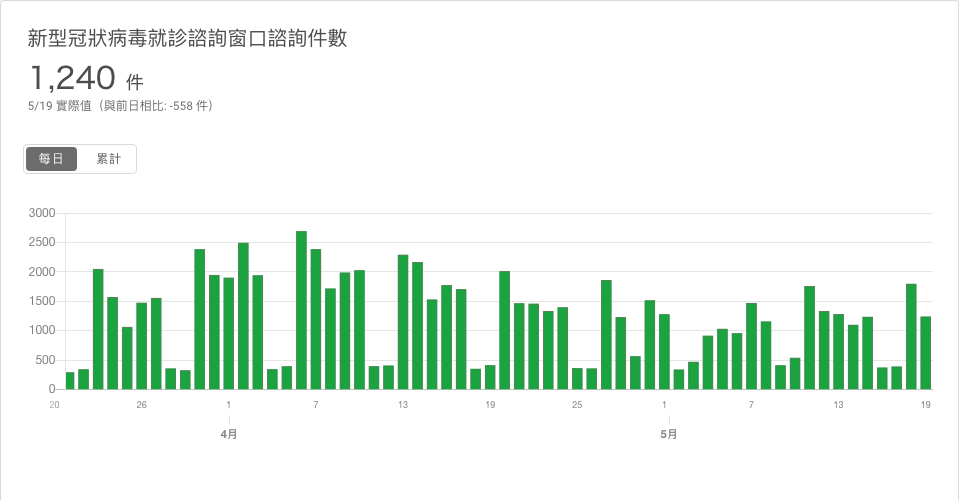 新型冠狀病毒就診諮詢窗口諮詢件數
1,240 件
5/19 實際值（與前日相比: -558 件）
每日 累計
3000
2500
2000
1500
1000
500
0
20 26 1 7 13 19 25 1 7 13 19
4月 5月